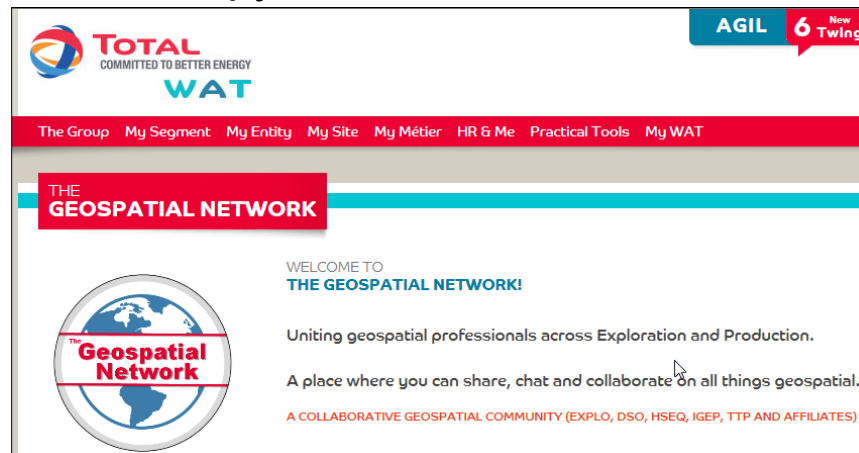 AGIL
6 New
Twing
TOTAL
COMMITTED TO BETTER ENERGY
WAT
The Group My Segment My Entity My Site My Métier HR & Me Practical Tools My WAT
THE
GEOSPATIAL NETWORK
WELCOME TO
THE GEOSPATIAL NETWORK!
The Geospatial
Network
Uniting geospatial professionals across Exploration and Production.
A place where you can share, chat and collaborate on all things geospatial.
A COLLABORATIVE GEOSPATIAL COMMUNITY (EXPLO, DSO, HSEQ, IGEP, TTP AND AFFILIATES)